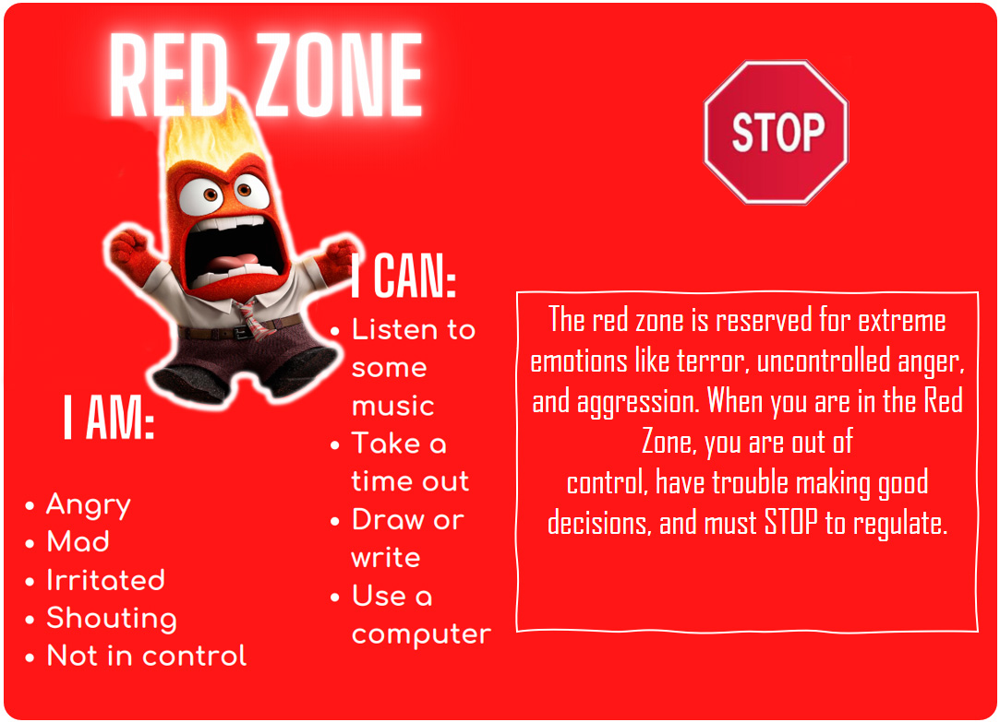 RED ZONE
STOP
I CAN:
• Listen to
some
music
• Take a
time out
• Draw or
write
• Use a
computer
I AM:
• Angry
• Mad
• Irritated
• Shouting
• Not in control
The red zone is reserved for extreme
emotions like terror, uncontrolled anger,
and aggression. When you are in the Red
Zone, you are out of
control, have trouble making good
decisions, and must STOP to regulate.